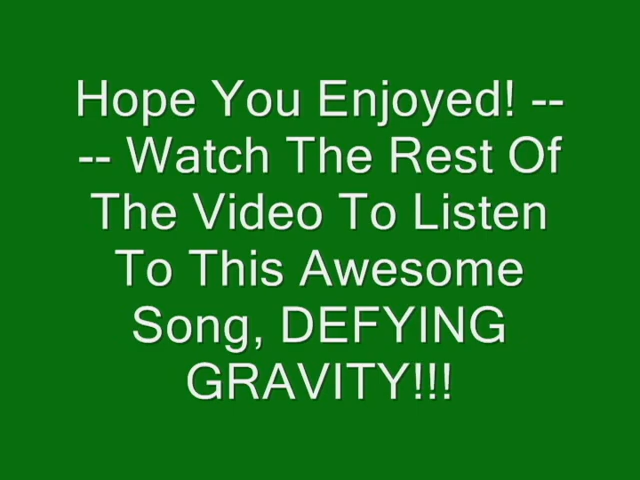 Hope You Enjoyed! --
-- Watch The Rest Of
The Video To Listen
To This Awesome
Song, DEFYING
GRAVITY!!!